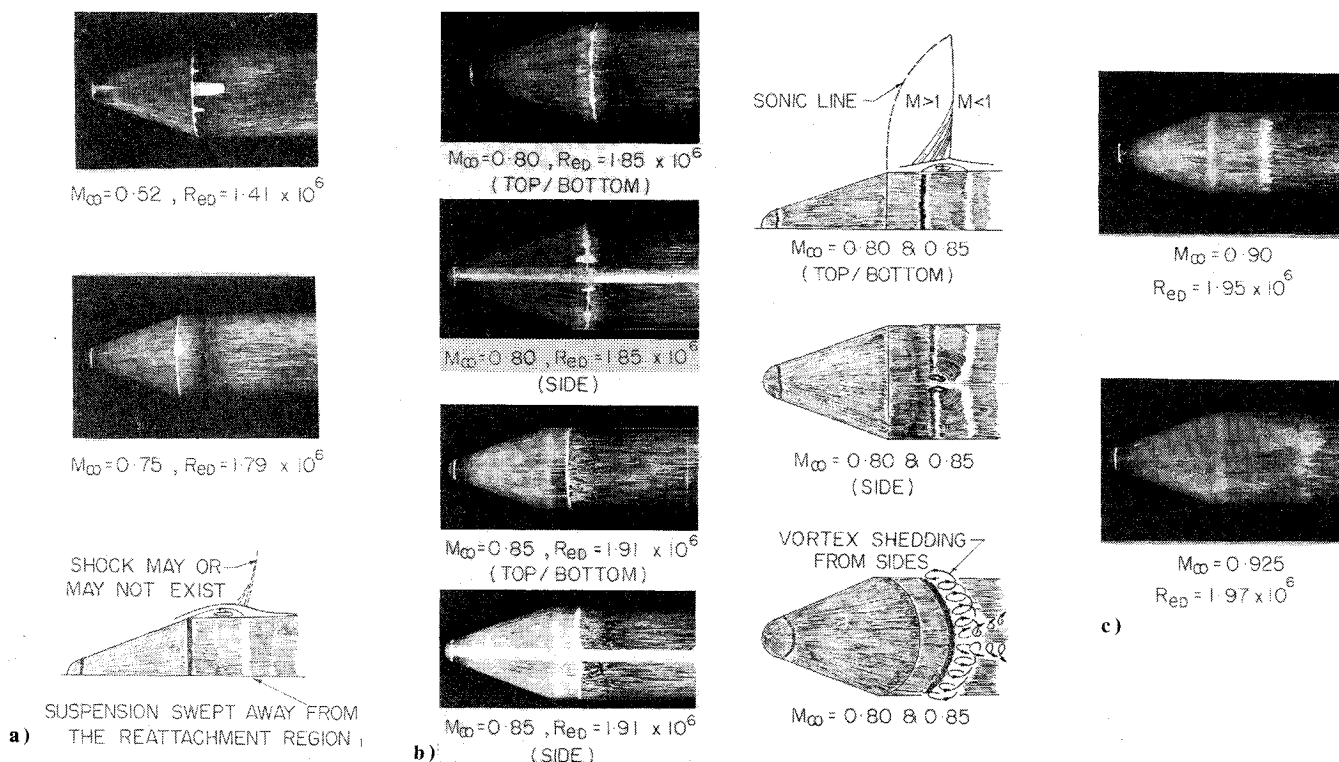 M∞=0·52 , ReD=1·41 x 10⁶
M∞=0·75 , ReD=1·79 x 10⁶
SHOCK MAY OR
MAY NOT EXIST
SUSPENSION SWEPT AWAY FROM
THE REATTACHMENT REGION
a)
M∞=0·80 , ReD=1·85 x 10⁶
(TOP/BOTTOM)
M∞=0·80 , ReD=1·85 x 10⁶
(SIDE)
M∞=0·85 , ReD=1·91 x 10⁶
(TOP/BOTTOM)
M∞=0·85 , ReD=1·91 x 10⁶
(SIDE)
b)
SONIC LINE
M>1
M<1
M∞=0·80 & 0·85
(TOP/BOTTOM)
M∞=0·80 & 0·85
(SIDE)
VORTEX SHEDDING
FROM SIDES
M∞=0·80 & 0·85
M∞=0·90
ReD=1·95 x 10⁶
M∞=0·925
ReD=1·97 x 10⁶
c)